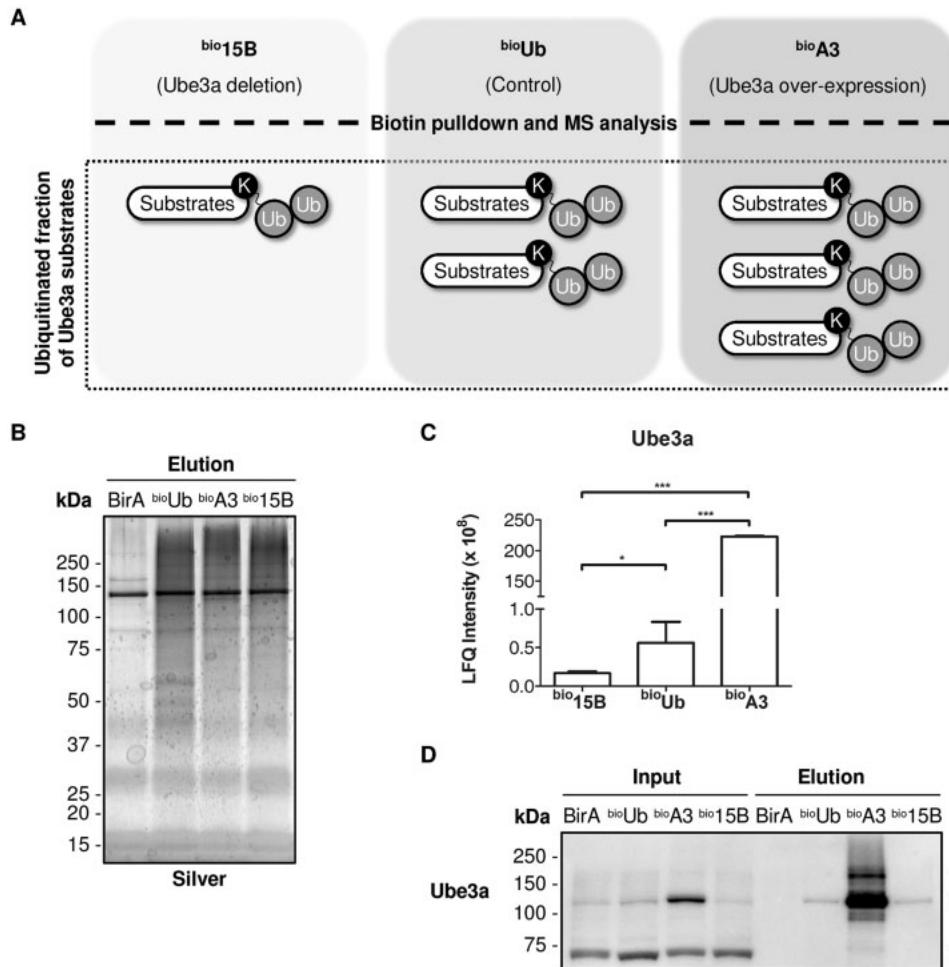 A
bio15B
(Ube3a deletion)
bioUb
(Control)
bioA3
(Ube3a over-expression)
Biotin pulldown and MS analysis
Ubiquitinated fraction
of Ube3a substrates
Substrates K Ub Ub
Substrates K Ub Ub
Substrates K Ub Ub
Substrates K Ub Ub
Substrates K Ub Ub
Substrates K Ub Ub
B
Elution
kDa BirA bioUb bioA3 bio15B
250 -
150 -
100 -
75 -
50 -
37 -
25 -
20 -
15 -
Silver
C
Ube3a
LFQ Intensity (x 10⁸)
250
200
150
1.0
0.5
0.0
***
***
*
bio15B bioUb bioA3
D
Input Elution
kDa BirA bioUb bioA3 bio15B BirA bioUb bioA3 bio15B
Ube3a
250 -
150 -
100 -
75 -